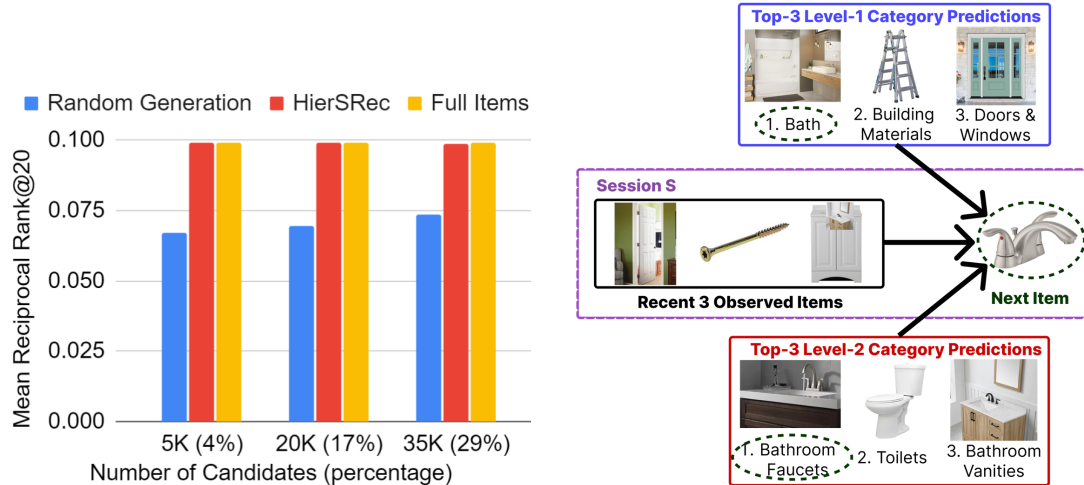 Random Generation HierSRec Full Items
Mean Reciprocal Rank@20
0.100
0.075
0.050
0.025
0.000
5K (4%) 20K (17%) 35K (29%)
Number of Candidates (percentage)
Top-3 Level-1 Category Predictions
1. Bath
2. Building
Materials
3. Doors &
Windows
Session S
Recent 3 Observed Items
Next Item
Top-3 Level-2 Category Predictions
1. Bathroom
Faucets
2. Toilets
3. Bathroom
Vanities